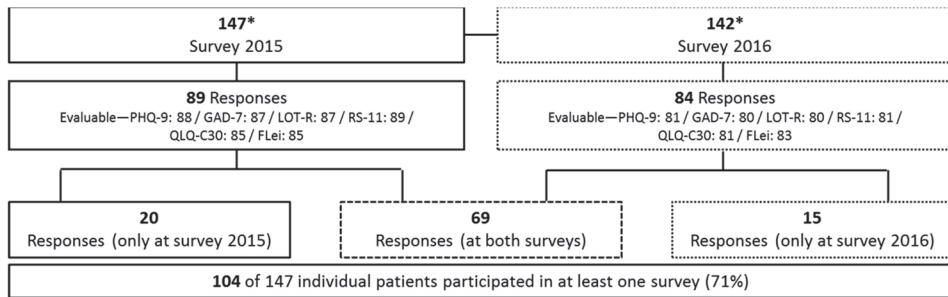 147*
Survey 2015
142*
Survey 2016
89 Responses
Evaluable—PHQ-9: 88 / GAD-7: 87 / LOT-R: 87 / RS-11: 89 /
QLQ-C30: 85 / FLei: 85
84 Responses
Evaluable—PHQ-9: 81 / GAD-7: 80 / LOT-R: 80 / RS-11: 81 /
QLQ-C30: 81 / FLei: 83
20
Responses (only at survey 2015)
69
Responses (at both surveys)
15
Responses (only at survey 2016)
104 of 147 individual patients participated in at least one survey (71%)